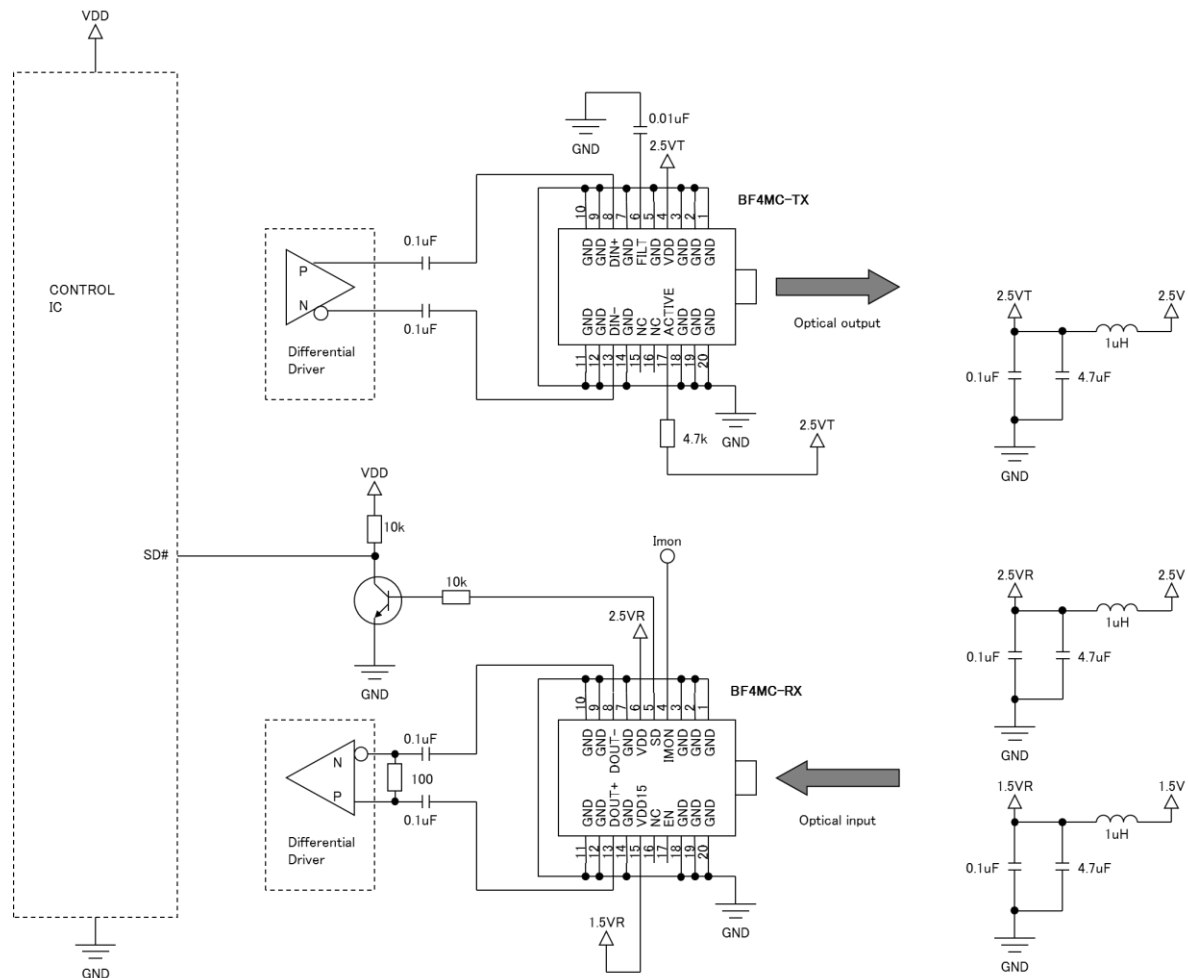 VDD
CONTROL
IC
SD#
GND
GND
0.01uF
2.5VT
BF4MC-TX
10 9 8 7 6 5 4 3 2 1
GND GND DIN+ GND FILT GND VDD GND GND GND
GND GND DIN- GND NC NC ACTIVE GND GND GND
11 12 13 14 15 16 17 18 19 20
0.1uF
0.1uF
P
N
Differential
Driver
Optical output
4.7k
GND
2.5VT
2.5VT
2.5V
1uH
0.1uF
4.7uF
GND
VDD
10k
10k
GND
Imon
2.5VR
BF4MC-RX
10 9 8 7 6 5 4 3 2 1
GND GND DOUT- GND VDD SD IMON GND GND GND
GND GND DOUT+ GND VDD15 NC EN GND GND GND
11 12 13 14 15 16 17 18 19 20
0.1uF
100
0.1uF
N
P
Differential
Driver
Optical input
1.5VR
GND
2.5VR
2.5V
1uH
0.1uF
4.7uF
GND
1.5VR
1.5V
1uH
0.1uF
4.7uF
GND